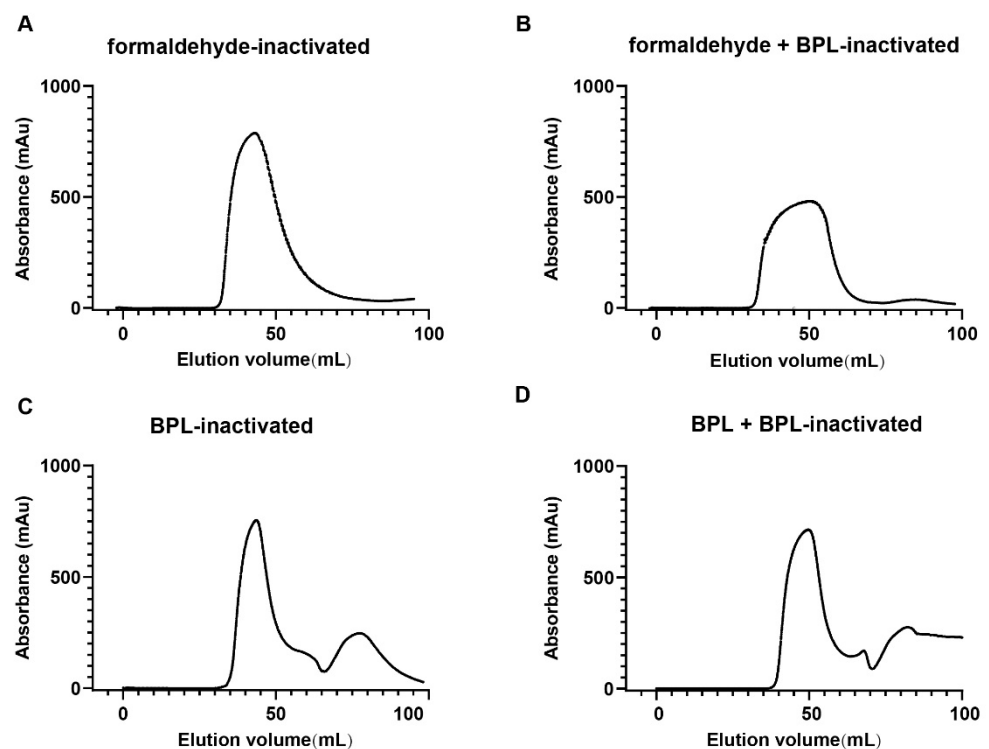 A
formaldehyde-inactivated
1000
500
0
Absorbance (mAu)
0
50
100
Elution volume(mL)
B
formaldehyde + BPL-inactivated
1000
500
0
Absorbance (mAu)
0
50
100
Elution volume(mL)
C
BPL-inactivated
1000
500
0
Absorbance (mAu)
0
50
100
Elution volume(mL)
D
BPL + BPL-inactivated
1000
500
0
Absorbance (mAu)
0
50
100
Elution volume(mL)